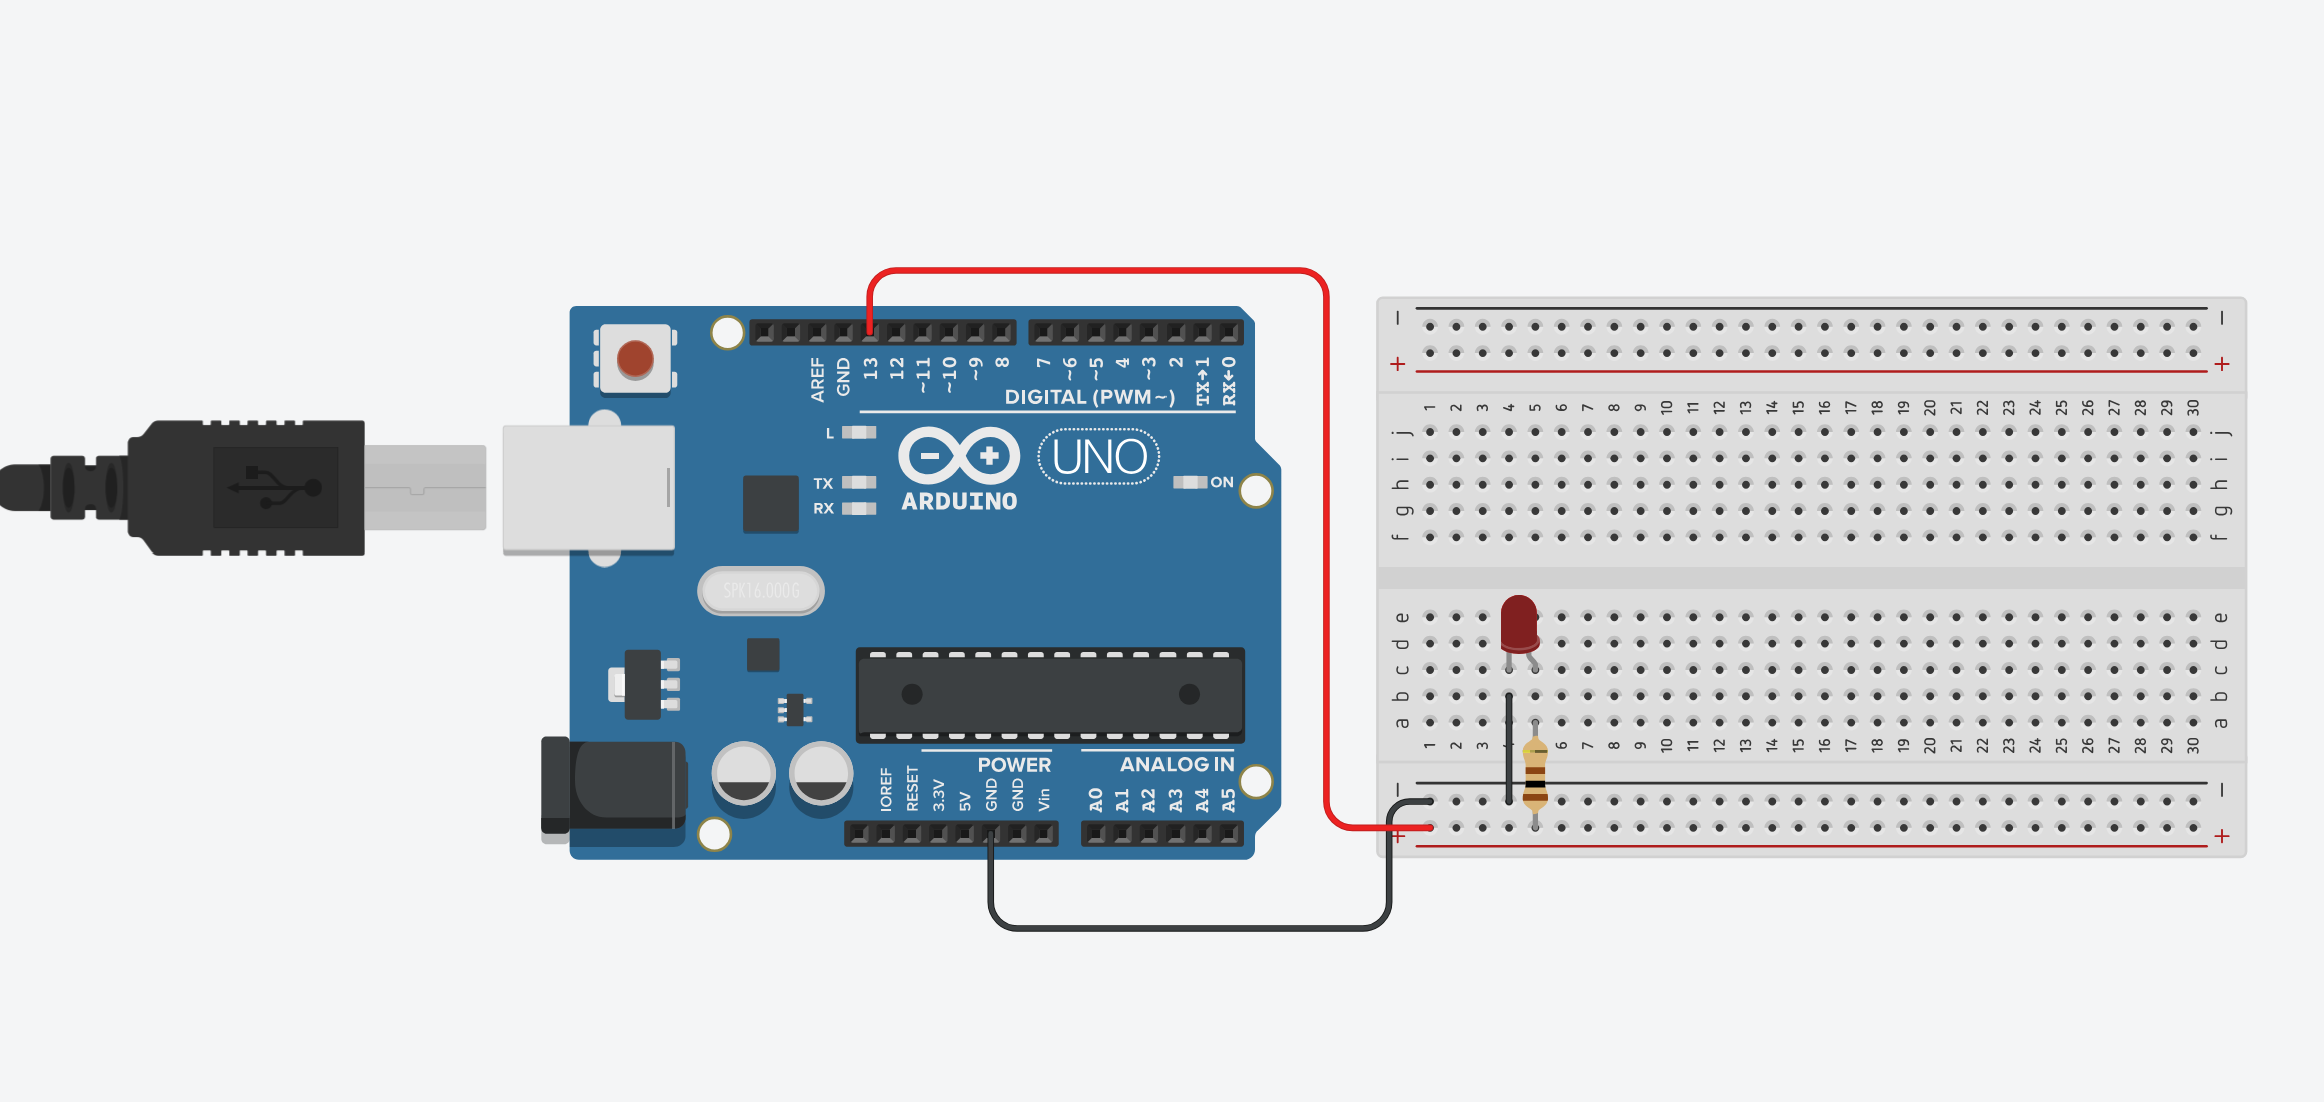 AREF GND 13 12 ~11 ~10 ~9 8 7 ~6 ~5 4 ~3 2 TX→1 RX←0
DIGITAL (PWM~)
L
TX
RX
ARDUINO
UNO
ON
SPK16.000G
POWER
ANALOG IN
IOREF RESET 3.3V 5V GND GND Vin A0 A1 A2 A3 A4 A5
− −
+ +
1 2 3 4 5 6 7 8 9 10 11 12 13 14 15 16 17 18 19 20 21 22 23 24 25 26 27 28 29 30
j j
i i
h h
g g
f f
e e
d d
c c
b b
a a
1 2 3 6 7 8 9 10 11 12 13 14 15 16 17 18 19 20 21 22 23 24 25 26 27 28 29 30
− −
+ +